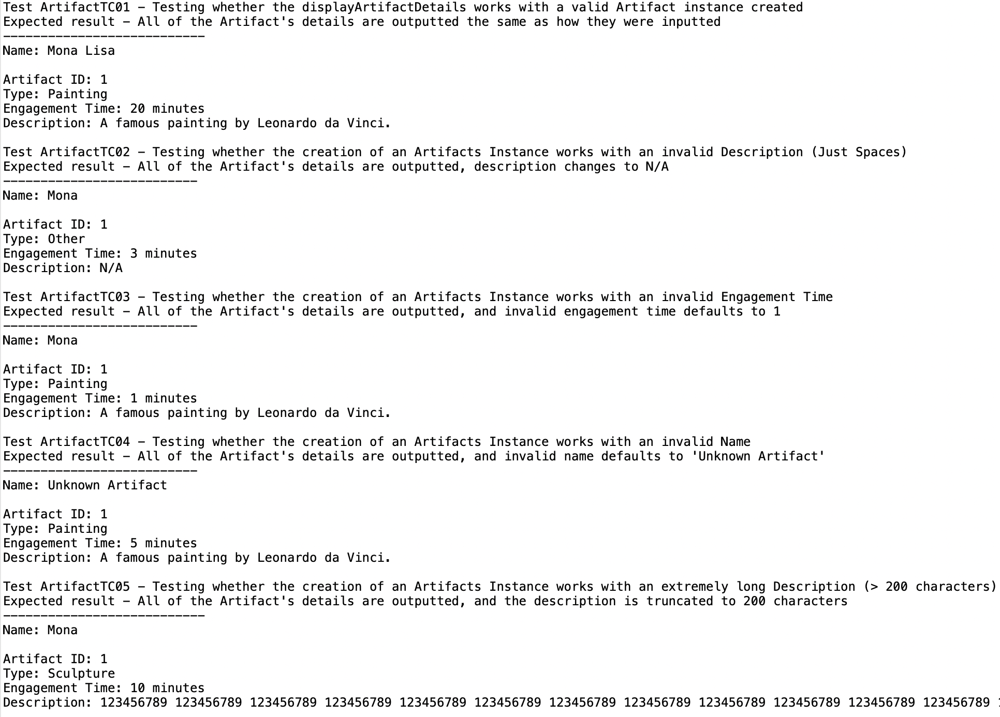 Test ArtifactTC01 - Testing whether the displayArtifactDetails works with a valid Artifact instance created
Expected result - All of the Artifact's details are outputted the same as how they were inputted
---------------------------
Name: Mona Lisa
Artifact ID: 1
Type: Painting
Engagement Time: 20 minutes
Description: A famous painting by Leonardo da Vinci.
Test ArtifactTC02 - Testing whether the creation of an Artifacts Instance works with an invalid Description (Just Spaces)
Expected result - All of the Artifact's details are outputted, description changes to N/A
--------------------------
Name: Mona
Artifact ID: 1
Type: Other
Engagement Time: 3 minutes
Description: N/A
Test ArtifactTC03 - Testing whether the creation of an Artifacts Instance works with an invalid Engagement Time
Expected result - All of the Artifact's details are outputted, and invalid engagement time defaults to 1
--------------------------
Name: Mona
Artifact ID: 1
Type: Painting
Engagement Time: 1 minutes
Description: A famous painting by Leonardo da Vinci.
Test ArtifactTC04 - Testing whether the creation of an Artifacts Instance works with an invalid Name
Expected result - All of the Artifact's details are outputted, and invalid name defaults to 'Unknown Artifact'
--------------------------
Name: Unknown Artifact
Artifact ID: 1
Type: Painting
Engagement Time: 5 minutes
Description: A famous painting by Leonardo da Vinci.
Test ArtifactTC05 - Testing whether the creation of an Artifacts Instance works with an extremely long Description (> 200 characters)
Expected result - All of the Artifact's details are outputted, and the description is truncated to 200 characters
---------------------------
Name: Mona
Artifact ID: 1
Type: Sculpture
Engagement Time: 10 minutes
Description: 123456789 123456789 123456789 123456789 123456789 123456789 123456789 123456789 123456789 123456789 123456789 123456789